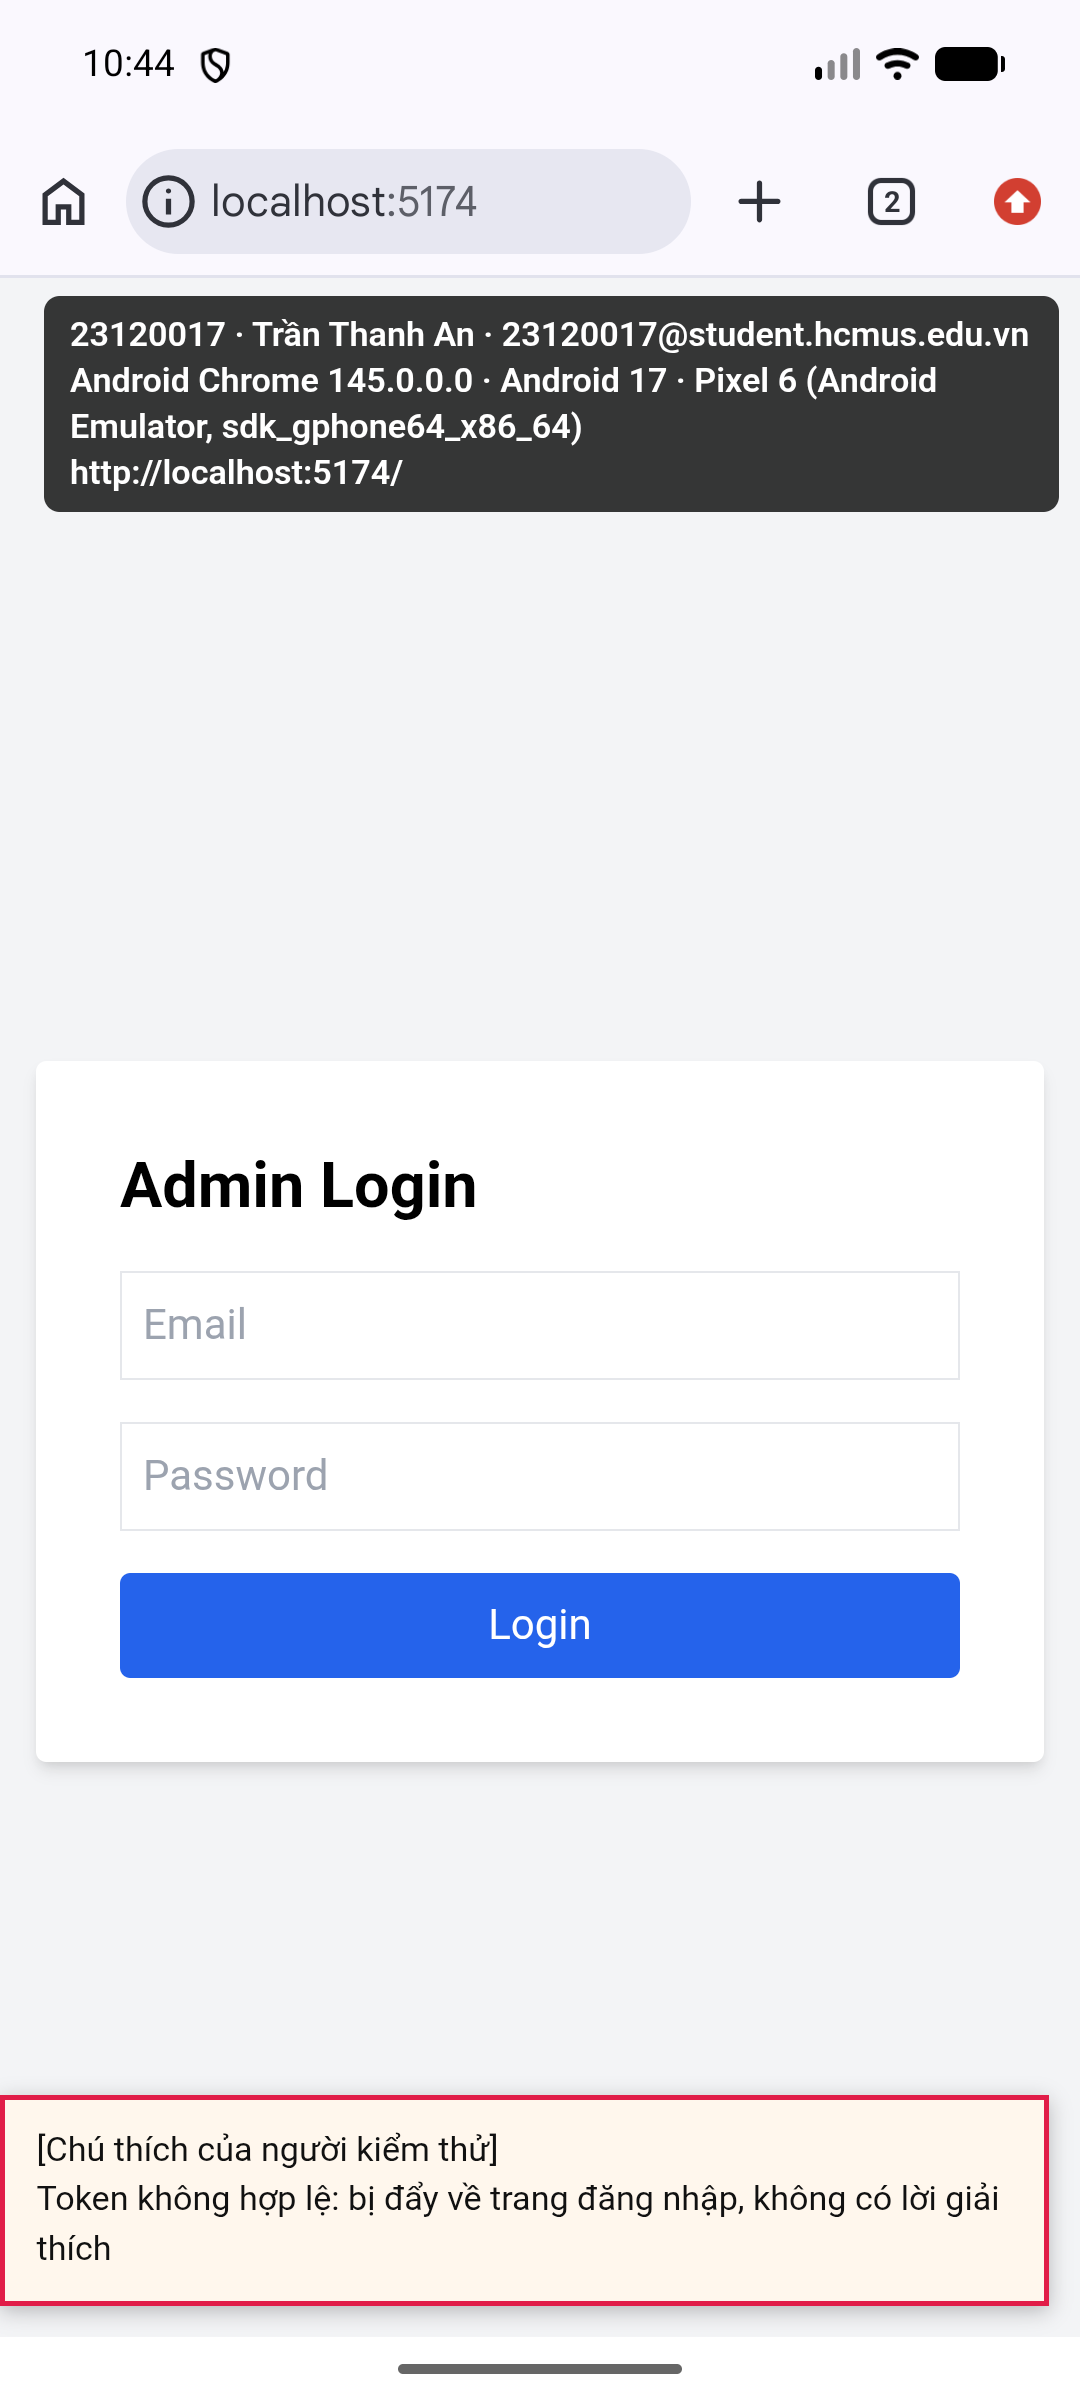 10:44
localhost:5174
2
23120017 · Trần Thanh An · 23120017@student.hcmus.edu.vn
Android Chrome 145.0.0.0 · Android 17 · Pixel 6 (Android
Emulator, sdk_gphone64_x86_64)
http://localhost:5174/
Admin Login
Email
Password
Login
[Chú thích của người kiểm thử]
Token không hợp lệ: bị đẩy về trang đăng nhập, không có lời giải
thích